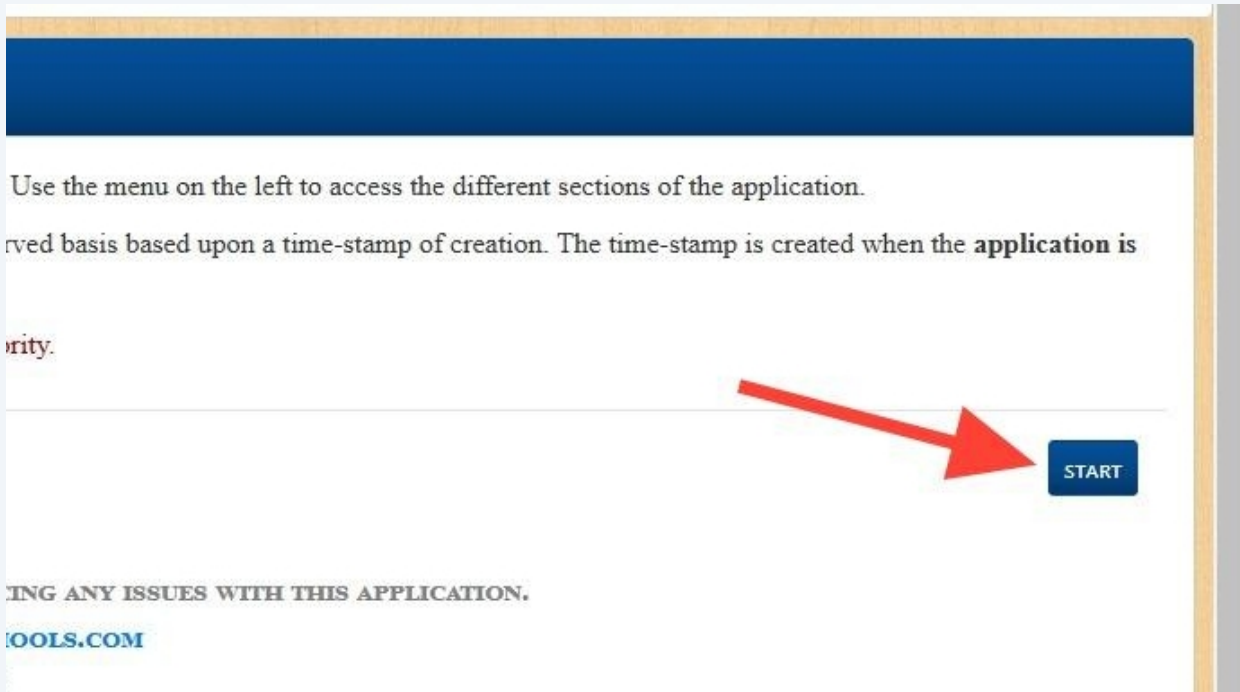 Use the menu on the left to access the different sections of the application.
rved basis based upon a time-stamp of creation. The time-stamp is created when the application is
ority.
START
ING ANY ISSUES WITH THIS APPLICATION.
OOLS.COM